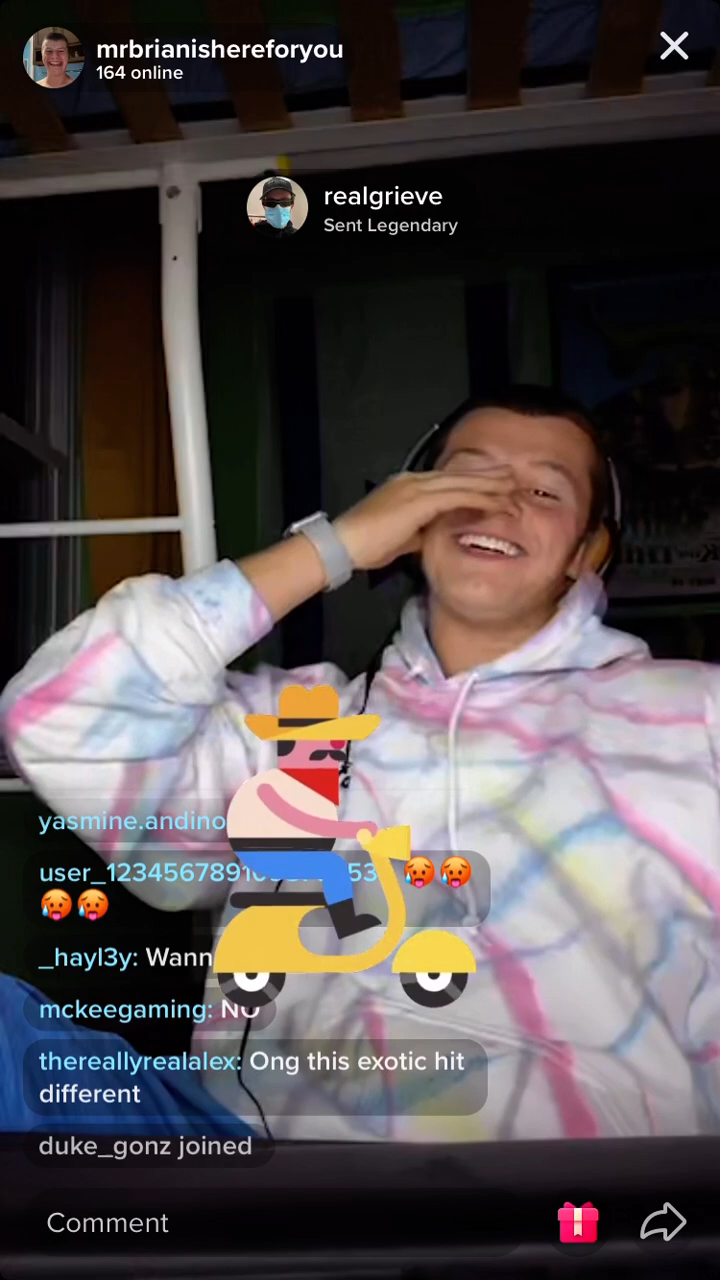 mrbrianishereforyou
164 online
realgrieve
Sent Legendary
yasmine.andino
🥵🥵
🥵🥵
_hayl3y: Wann
mckeegaming: NO
thereallyrealalex: Ong this exotic hit
different
duke_gonz joined
Comment